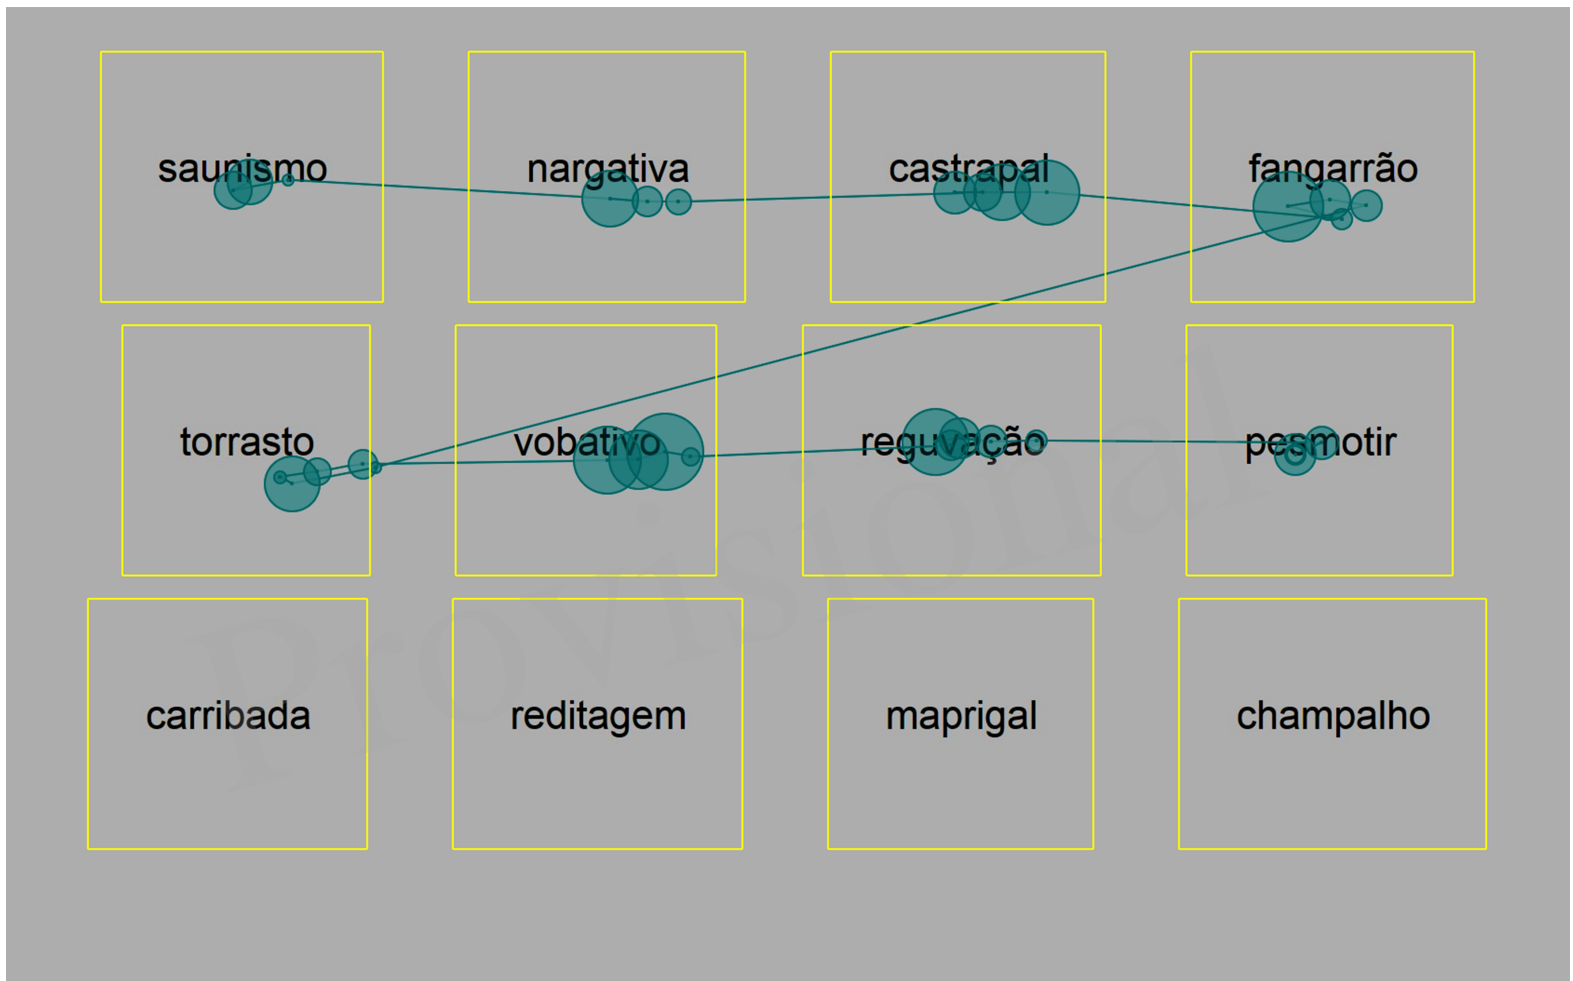 saunismo nargativa castrapal fangarrão
torrasto vobativo reguvação pesmotir
carribada reditagem maprigal champalho
Provisional